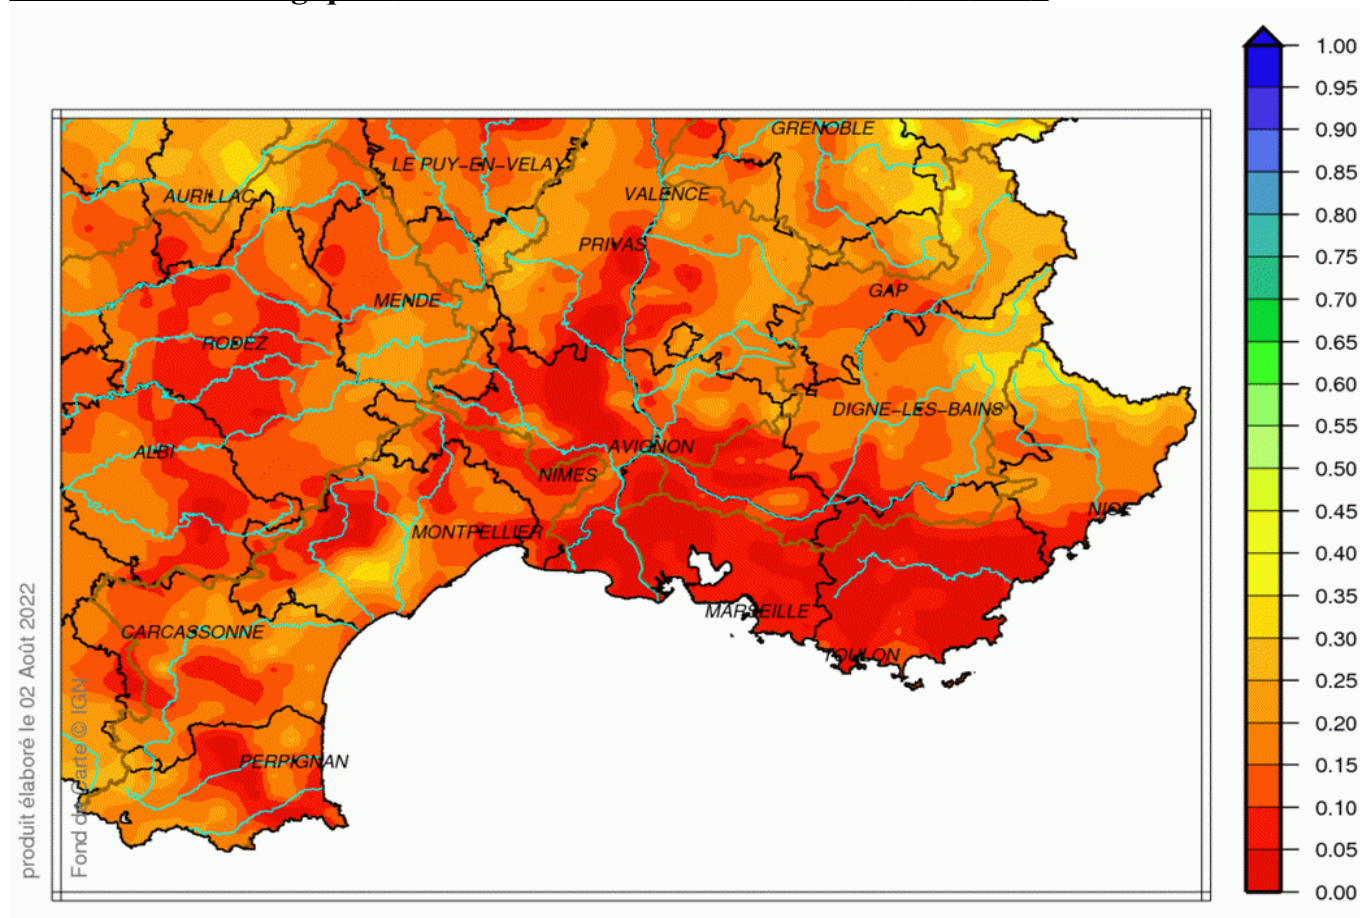 GRENOBLE
LE PUY-EN-VELAY
AURILLAC
VALENCE
PRIVAS
GAP
MENDE
RODEZ
DIGNE-LES-BAINS
ALBI
AVIGNON
NIMES
NICE
MONTPELLIER
MARSEILLE
CARCASSONNE
TOULON
PERPIGNAN
produit élaboré le 02 Août 2022
Fond de Carte © IGN
1.00
0.95
0.90
0.85
0.80
0.75
0.70
0.65
0.60
0.55
0.50
0.45
0.40
0.35
0.30
0.25
0.20
0.15
0.10
0.05
0.00